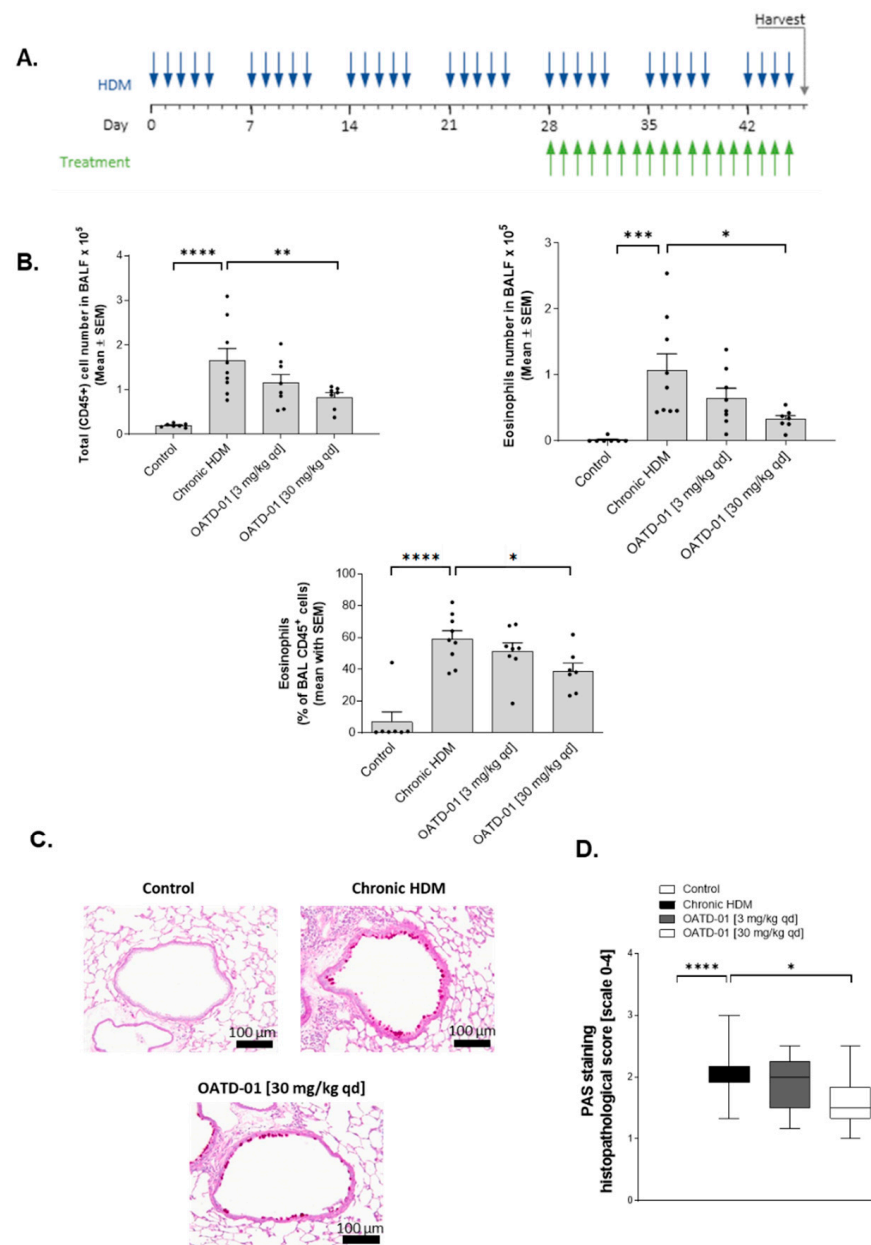 Harvest
A.
HDM
Day 0 7 14 21 28 35 42
Treatment
B.
Total (CD45+) cell number in BALF x 10⁵
(Mean ± SEM)
4
3
2
1
0
****
**
Control
Chronic HDM
OATD-01 [3 mg/kg qd]
OATD-01 [30 mg/kg qd]
Eosinophils number in BALF x 10⁵
(Mean ± SEM)
3
2
1
0
***
*
Control
Chronic HDM
OATD-01 [3 mg/kg qd]
OATD-01 [30 mg/kg qd]
Eosinophils
(% of BAL CD45⁺ cells)
(mean with SEM)
100
80
60
40
20
0
****
*
Control
Chronic HDM
OATD-01 [3 mg/kg qd]
OATD-01 [30 mg/kg qd]
C.
Control
100 µm
Chronic HDM
100 µm
OATD-01 [30 mg/kg qd]
100 µm
D.
Control
Chronic HDM
OATD-01 [3 mg/kg qd]
OATD-01 [30 mg/kg qd]
PAS staining
histopathological score [scale 0-4]
4
3
2
1
0
****
*